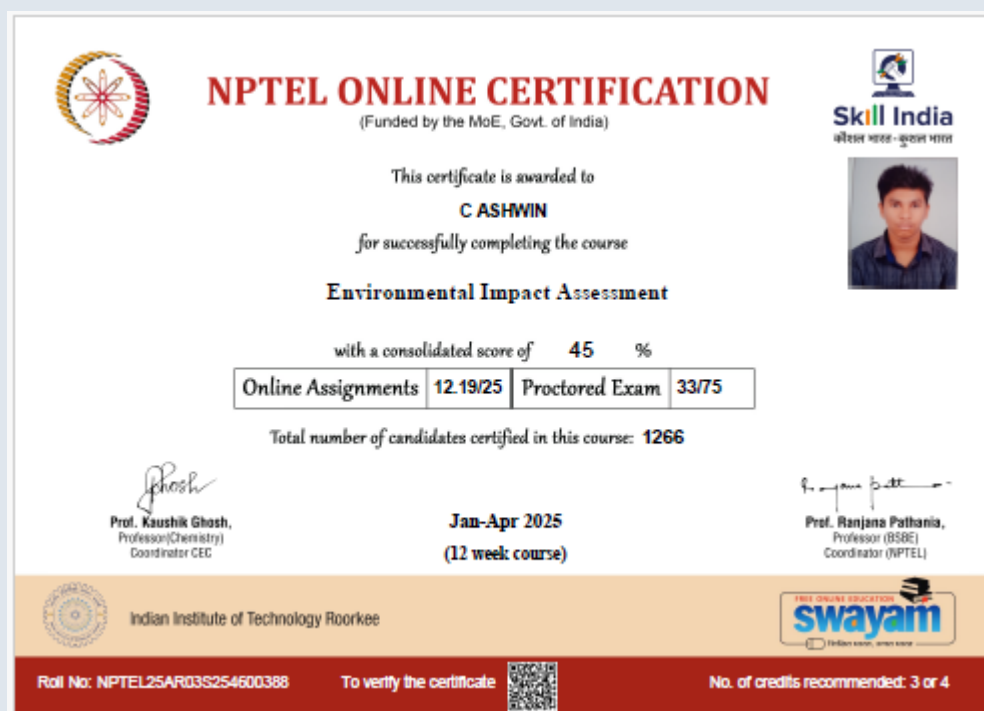 NPTEL ONLINE CERTIFICATION
(Funded by the MoE, Govt. of India)
Skill India
कौशल भारत-कुशल भारत
This certificate is awarded to
C ASHWIN
for successfully completing the course
Environmental Impact Assessment
with a consolidated score of 45 %
Online Assignments 12.19/25 Proctored Exam 33/75
Total number of candidates certified in this course: 1266
Prof. Kaushik Ghosh,
Professor(Chemistry)
Coordinator CEC
Jan-Apr 2025
(12 week course)
Prof. Ranjana Pathania,
Professor (BSBE)
Coordinator (NPTEL)
Indian Institute of Technology Roorkee
FREE ONLINE EDUCATION
swayam
Roll No: NPTEL25AR03S254600388
To verify the certificate
No. of credits recommended: 3 or 4